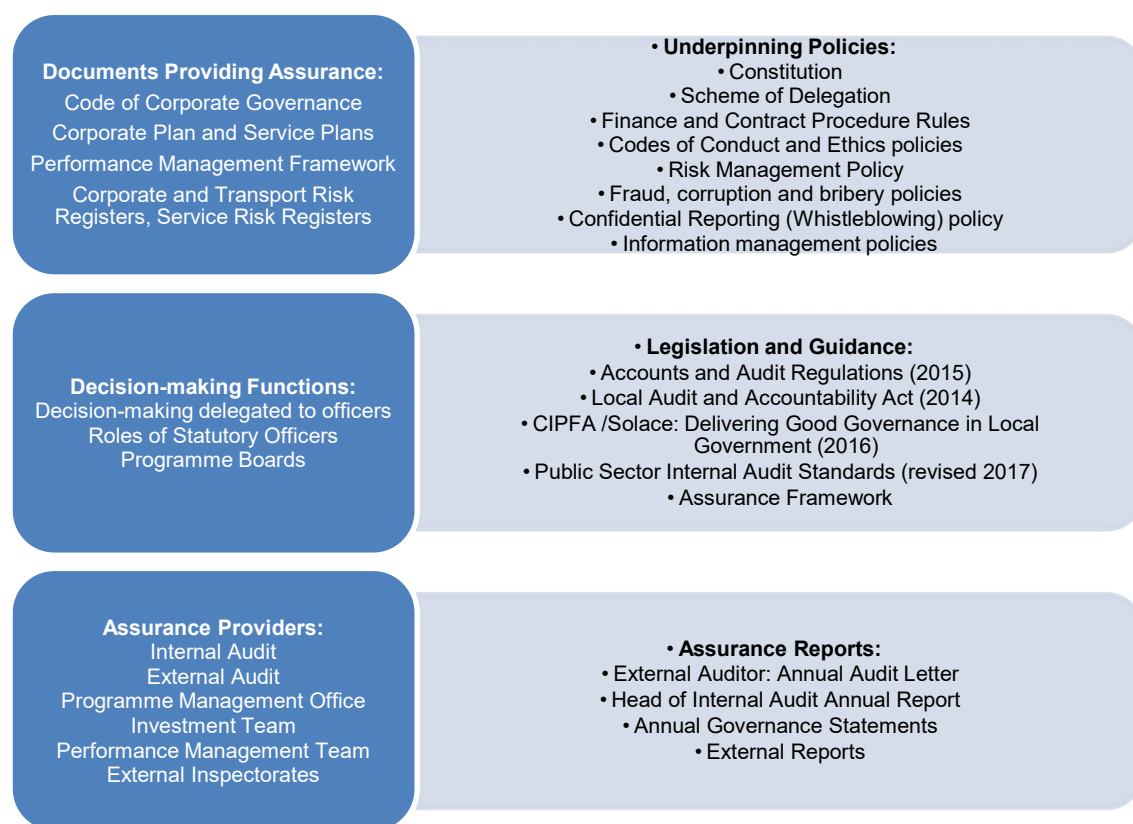 Documents Providing Assurance:
Code of Corporate Governance
Corporate Plan and Service Plans
Performance Management Framework
Corporate and Transport Risk
Registers, Service Risk Registers
• Underpinning Policies:
• Constitution
• Scheme of Delegation
• Finance and Contract Procedure Rules
• Codes of Conduct and Ethics policies
• Risk Management Policy
• Fraud, corruption and bribery policies
• Confidential Reporting (Whistleblowing) policy
• Information management policies
Decision-making Functions:
Decision-making delegated to officers
Roles of Statutory Officers
Programme Boards
• Legislation and Guidance:
• Accounts and Audit Regulations (2015)
• Local Audit and Accountability Act (2014)
• CIPFA /Solace: Delivering Good Governance in Local
Government (2016)
• Public Sector Internal Audit Standards (revised 2017)
• Assurance Framework
Assurance Providers:
Internal Audit
External Audit
Programme Management Office
Investment Team
Performance Management Team
External Inspectorates
• Assurance Reports:
• External Auditor: Annual Audit Letter
• Head of Internal Audit Annual Report
• Annual Governance Statements
• External Reports